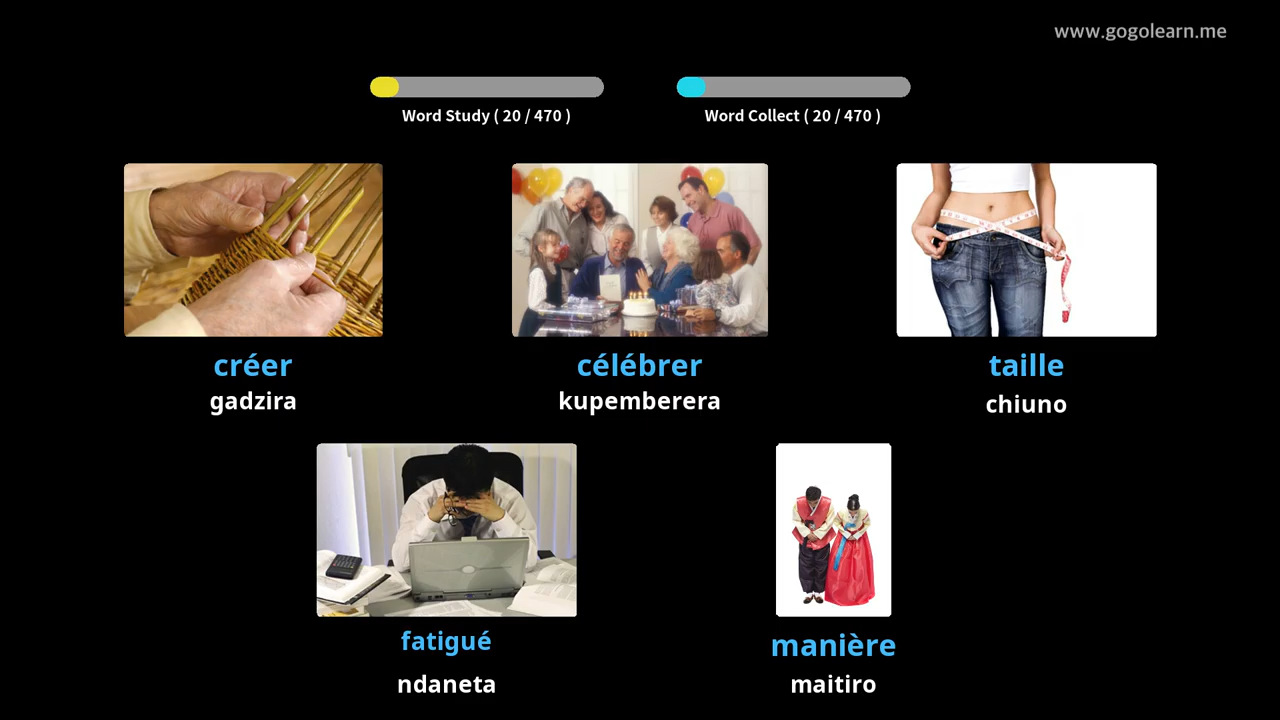 www.gogolearn.me
Word Study ( 20 / 470 )
Word Collect ( 20 / 470 )
créer
gadzira
célébrer
kupemberera
taille
chiuno
fatigué
ndaneta
manière
maitiro